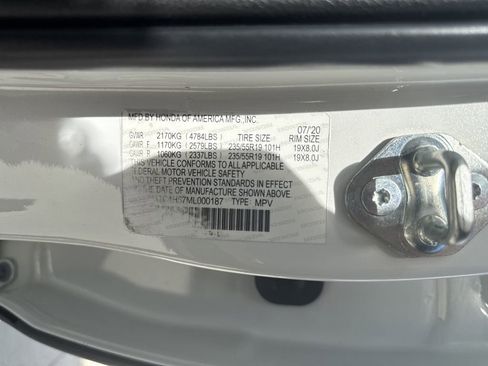 MFD BY HONDA OF AMERICA MFG., INC. 07/20
GVWR 2170KG (4784LBS) TIRE SIZE RIM SIZE
GAWR F 1170KG (2579LBS) 235/55R19 101H 19X8.0J
GAWR R 1060KG (2337LBS) 235/55R19 101H 19X8.0J
THIS VEHICLE CONFORMS TO ALL APPLICABLE
FEDERAL MOTOR VEHICLE SAFETY
AND THEFT PREVENTION STANDARDS IN EFFECT
THE DATE OF MANUFACTURE SHOWN ABOVE.
TYPE MPV